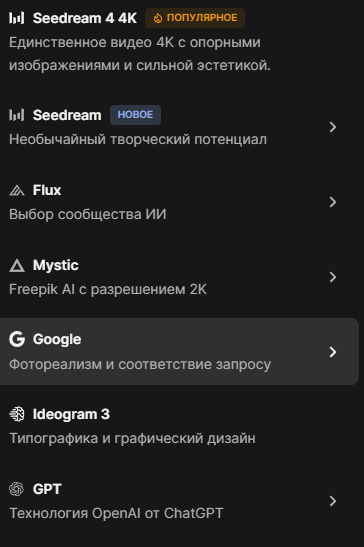 Seedream 4 4K ПОПУЛЯРНОЕ
Единственное видео 4K с опорными
изображениями и сильной эстетикой.
Seedream НОВОЕ
Необычайный творческий потенциал
Flux
Выбор сообщества ИИ
Mystic
Freepik AI с разрешением 2K
Google
Фотореализм и соответствие запросу
Ideogram 3
Типографика и графический дизайн
GPT
Технология OpenAI от ChatGPT